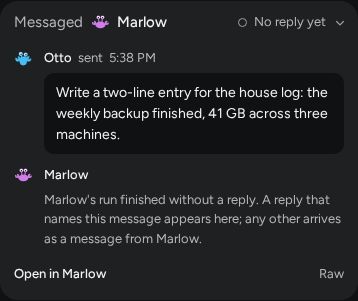 Messaged Marlow No reply yet
Otto sent 5:38 PM
Write a two-line entry for the house log: the
weekly backup finished, 41 GB across three
machines.
Marlow
Marlow's run finished without a reply. A reply that
names this message appears here; any other arrives
as a message from Marlow.
Open in Marlow Raw